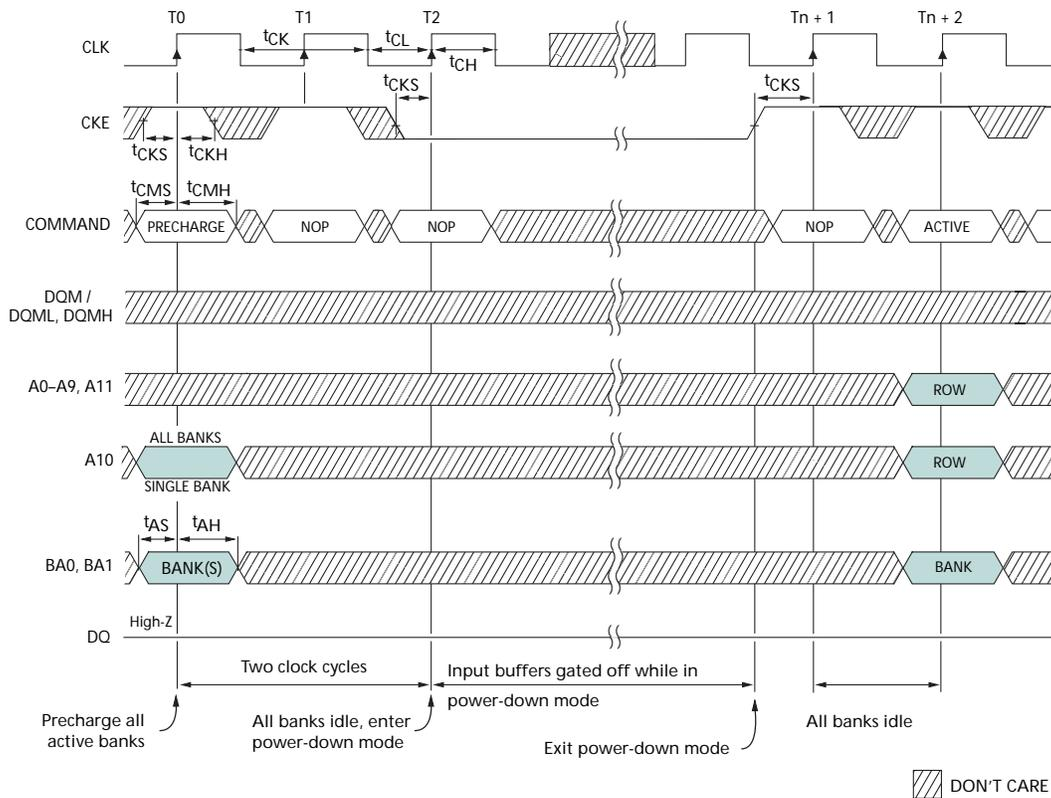 T0 T1 T2 Tn + 1 Tn + 2
CLK
tCK tCL
tCH
tCKS tCKS
CKE
tCKS tCKH
tCMS tCMH
COMMAND PRECHARGE NOP NOP NOP ACTIVE
DQM /
DQML, DQMH
A0–A9, A11 ROW
ALL BANKS
A10 ROW
SINGLE BANK
tAS tAH
BA0, BA1 BANK(S) BANK
High-Z
DQ
Two clock cycles
Input buffers gated off while in
power-down mode
Precharge all
active banks
All banks idle, enter
power-down mode
Exit power-down mode
All banks idle
DON'T CARE